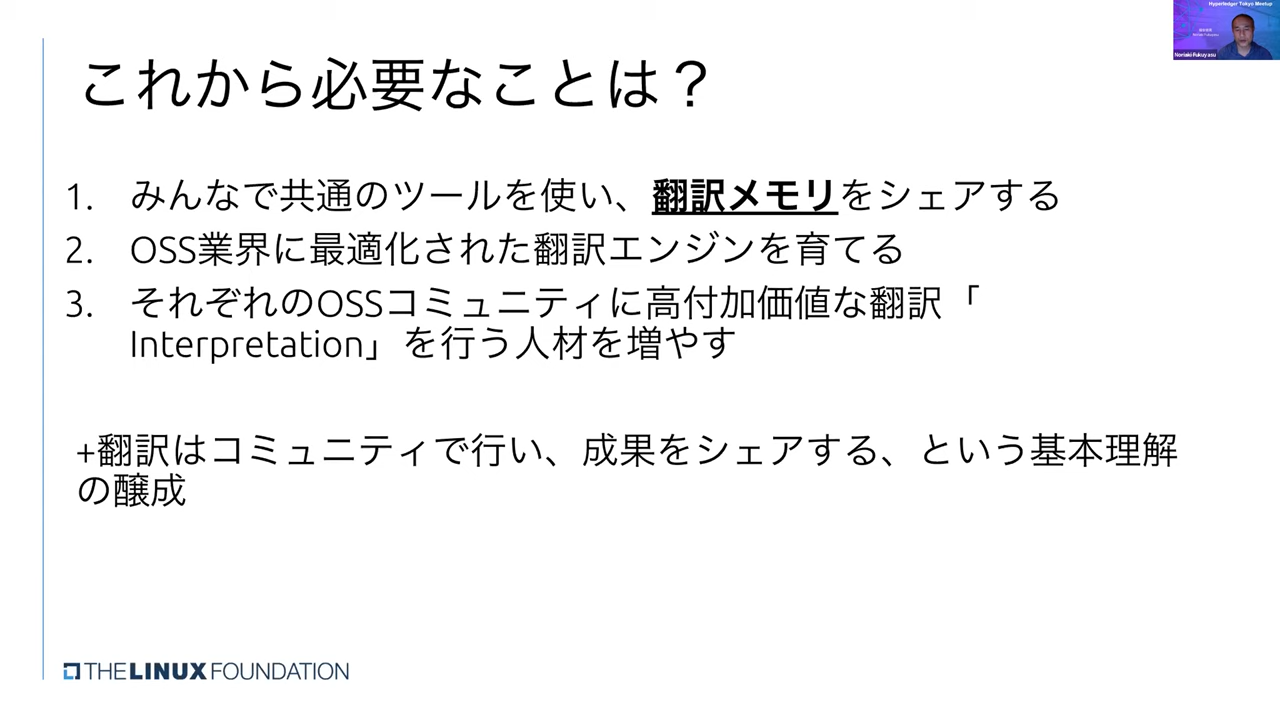 Hyperledger Tokyo Meetup
Noriaki Fukuyasu
これから必要なことは？
1. みんなで共通のツールを使い、翻訳メモリをシェアする
2. OSS業界に最適化された翻訳エンジンを育てる
3. それぞれのOSSコミュニティに高付加価値な翻訳「
Interpretation」を行う人材を増やす
+翻訳はコミュニティで行い、成果をシェアする、という基本理解
の醸成
THE LINUX FOUNDATION